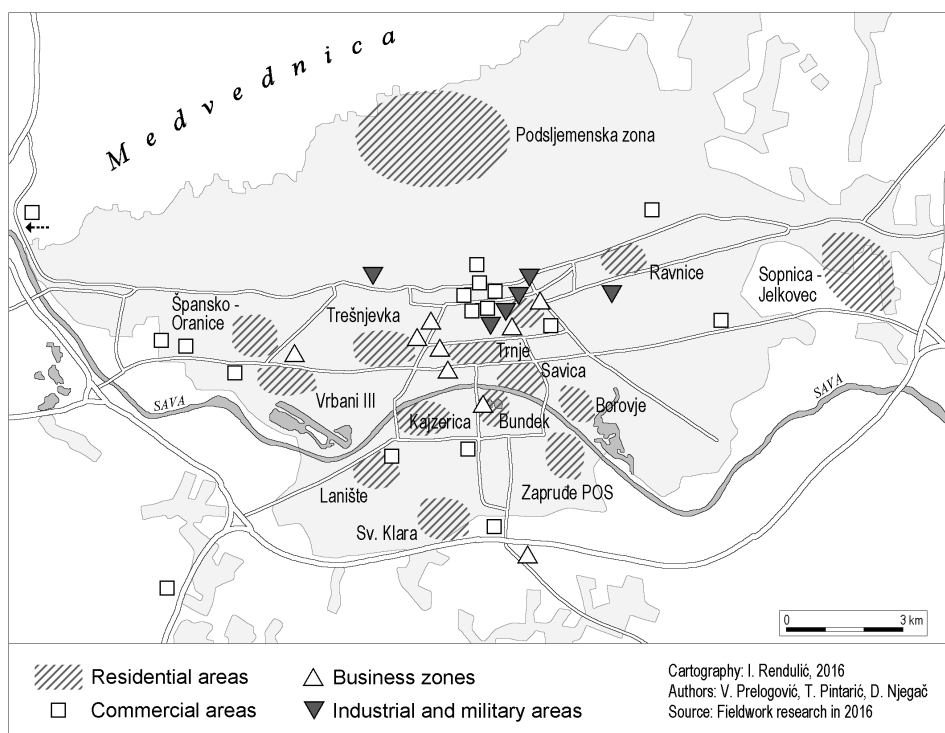 Medvednica
Podsljemenska zona
Ravnice
Sopnica -
Jelkovec
Špansko -
Oranice
Trešnjevka
Trnje
Savica
Vrbani III
SAVA
SAVA
Kajzerica
Bundek
Borovje
Lanište
Zapruđe POS
Sv. Klara
0 3 km
Residential areas
Business zones
Commercial areas
Industrial and military areas
Cartography: I. Rendulić, 2016
Authors: V. Prelogović, T. Pintarić, D. Njegač
Source: Fieldwork research in 2016